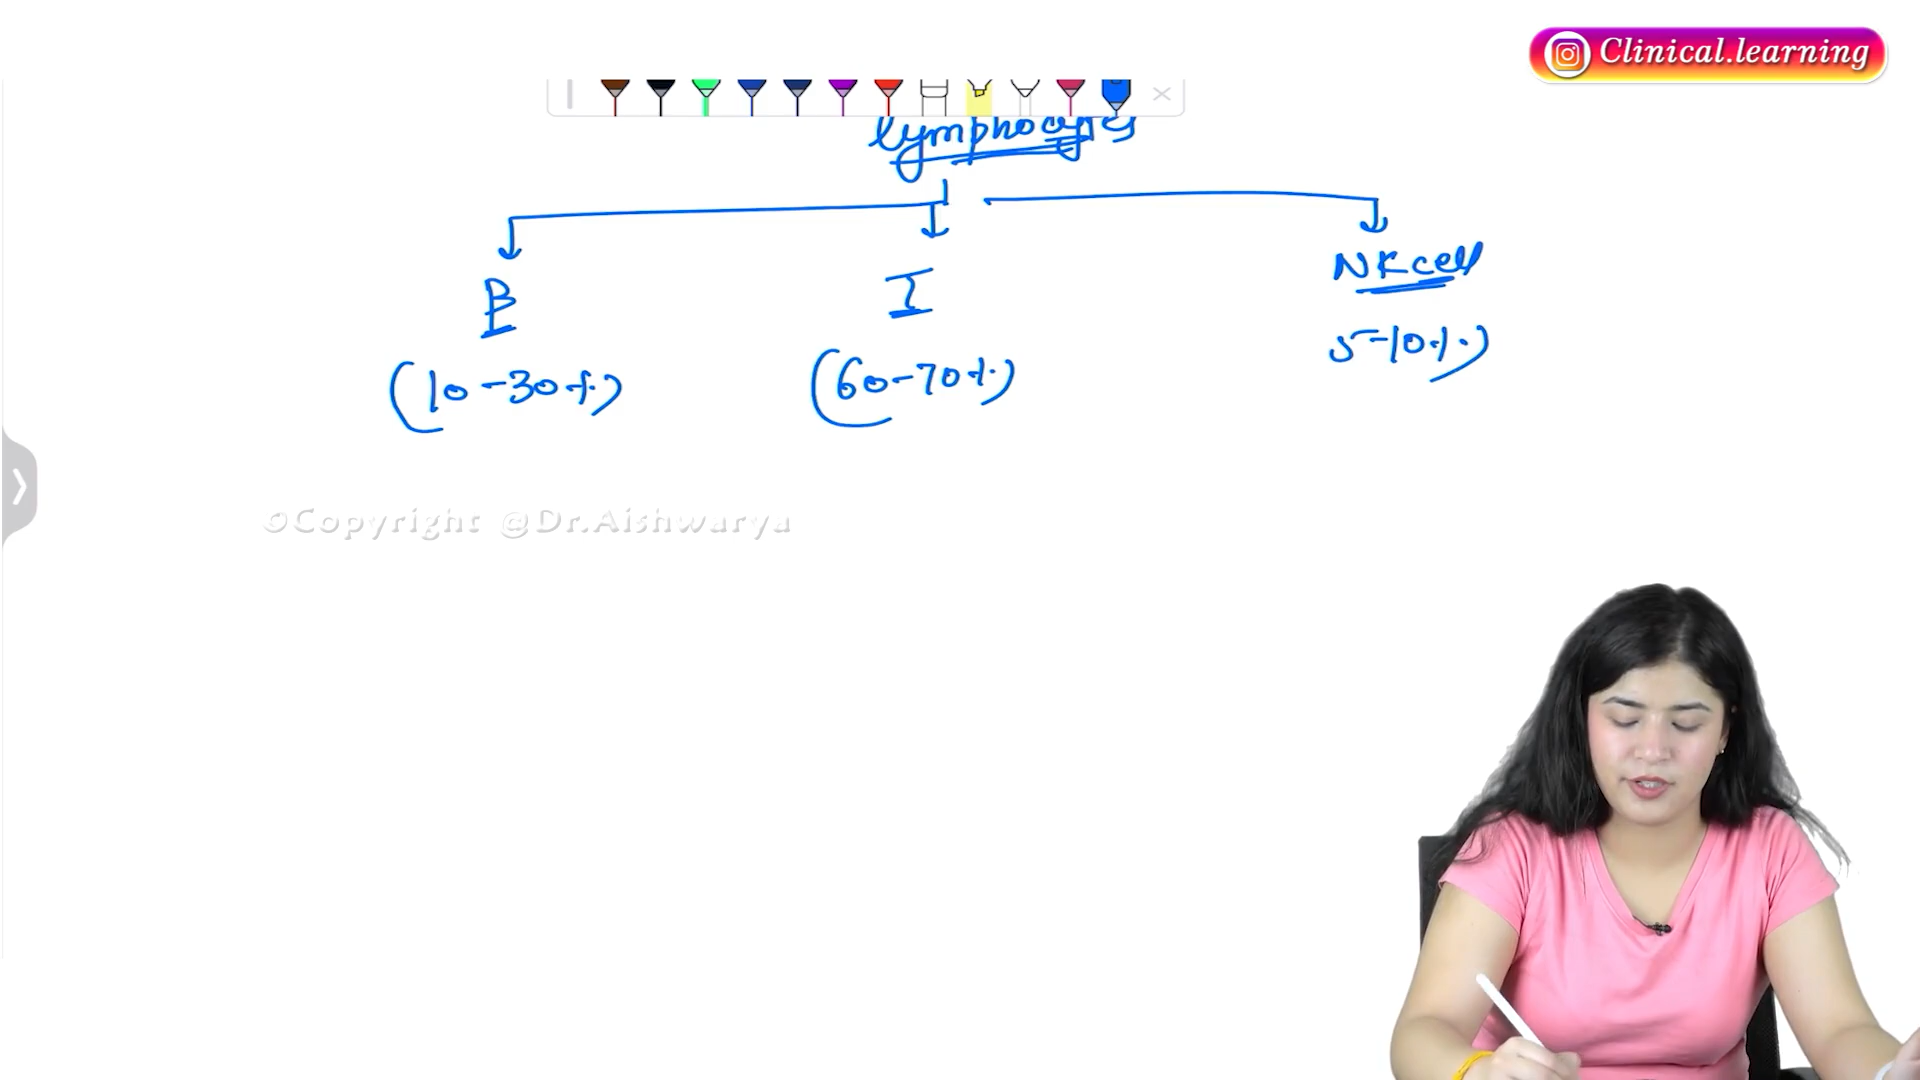 Clinical.learning
lymphocytes
B
T
NK cell
(10-30%)
(60-70%)
5-10%)
©Copyright @Dr.Aishwarya